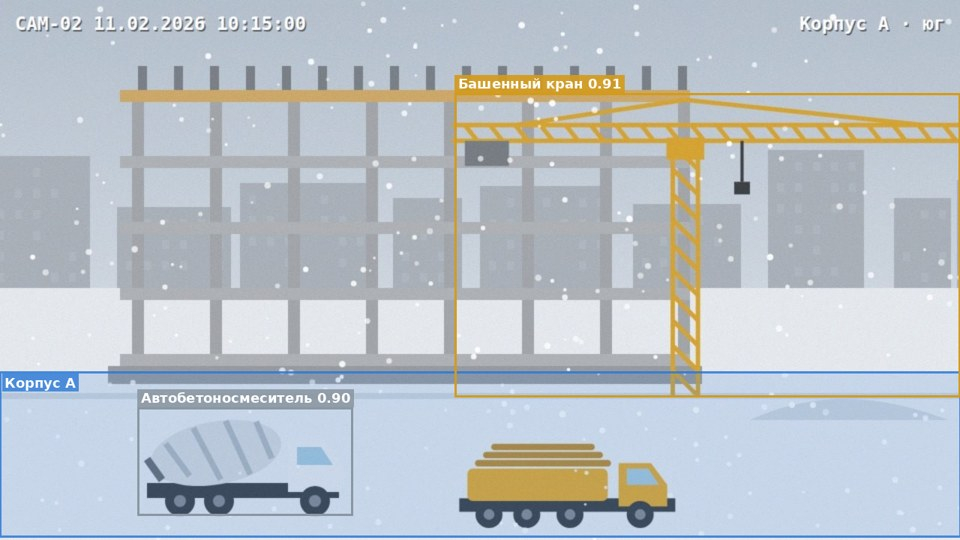 CAM-02 11.02.2026 10:15:00
Корпус А · юг
Башенный кран 0.91
Корпус А
Автобетоносмеситель 0.90